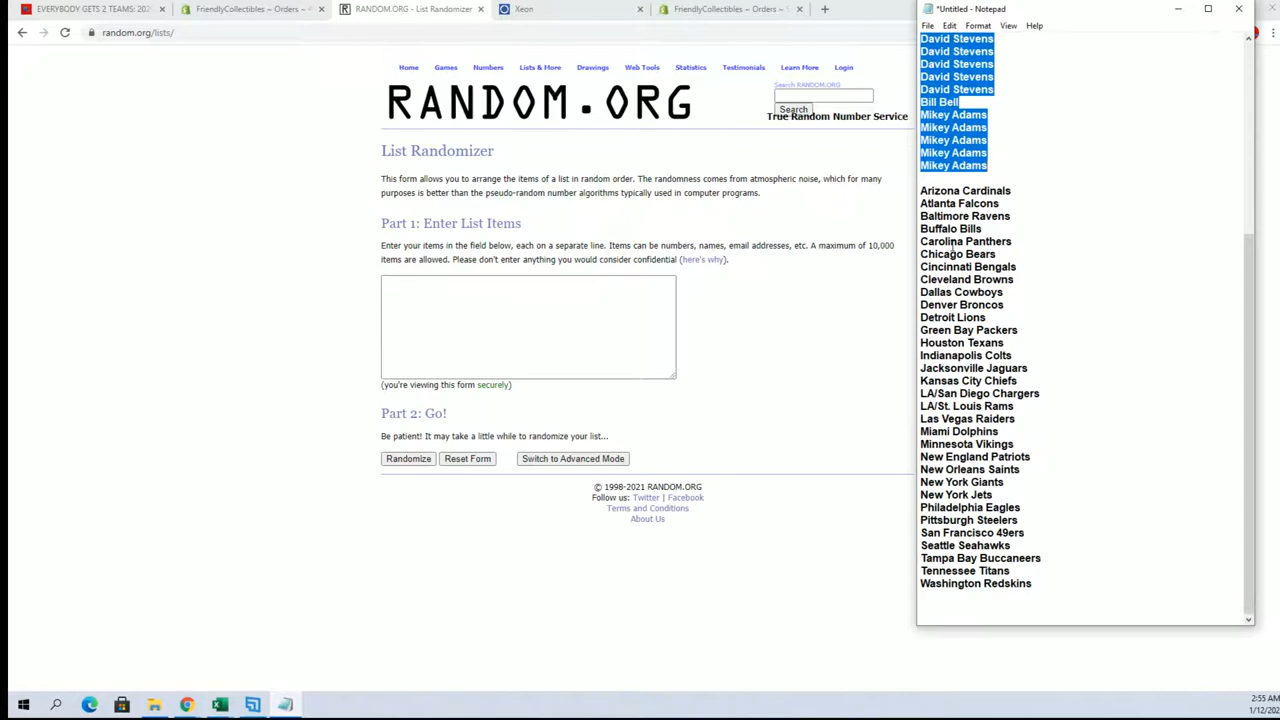 EVERYBODY GETS 2 TEAMS: 202
FriendlyCollectibles ~ Orders ~
RANDOM.ORG - List Randomizer
Xeon
FriendlyCollectibles ~ Orders ~ S
random.org/lists/
Home Games Numbers Lists & More Drawings Web Tools Statistics Testimonials Learn More Login
RANDOM.ORG
Search RANDOM.ORG
Search
True Random Number Service
List Randomizer
This form allows you to arrange the items of a list in random order. The randomness comes from atmospheric noise, which for many
purposes is better than the pseudo-random number algorithms typically used in computer programs.
Part 1: Enter List Items
Enter your items in the field below, each on a separate line. Items can be numbers, names, email addresses, etc. A maximum of 10,000
items are allowed. Please don't enter anything you would consider confidential (here's why).
(you're viewing this form securely)
Part 2: Go!
Be patient! It may take a little while to randomize your list...
Randomize Reset Form Switch to Advanced Mode
© 1998-2021 RANDOM.ORG
Follow us: Twitter | Facebook
Terms and Conditions
About Us
*Untitled - Notepad
File Edit Format View Help
David Stevens
David Stevens
David Stevens
David Stevens
David Stevens
Bill Bell
Mikey Adams
Mikey Adams
Mikey Adams
Mikey Adams
Mikey Adams
Arizona Cardinals
Atlanta Falcons
Baltimore Ravens
Buffalo Bills
Carolina Panthers
Chicago Bears
Cincinnati Bengals
Cleveland Browns
Dallas Cowboys
Denver Broncos
Detroit Lions
Green Bay Packers
Houston Texans
Indianapolis Colts
Jacksonville Jaguars
Kansas City Chiefs
LA/San Diego Chargers
LA/St. Louis Rams
Las Vegas Raiders
Miami Dolphins
Minnesota Vikings
New England Patriots
New Orleans Saints
New York Giants
New York Jets
Philadelphia Eagles
Pittsburgh Steelers
San Francisco 49ers
Seattle Seahawks
Tampa Bay Buccaneers
Tennessee Titans
Washington Redskins
2:55 AM
1/12/202